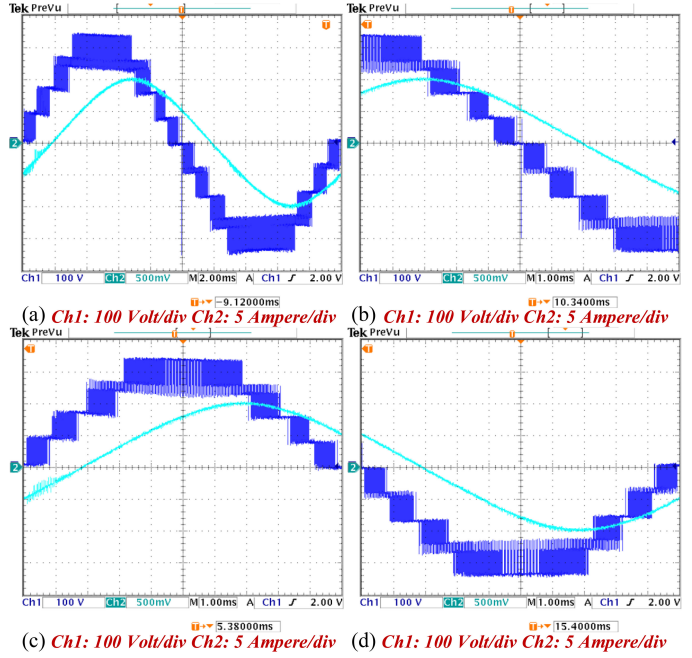 Tek PreVu
T
T
2
Ch1 100 V Ch2 500mV M 2.00ms A Ch1 ʃ 2.00 V
T→▼ −9.12000ms
(a) Ch1: 100 Volt/div Ch2: 5 Ampere/div
Tek PreVu
T
T
2
Ch1 100 V Ch2 500mV M 1.00ms A Ch1 ʃ 2.00 V
T→▼ 10.3400ms
(b) Ch1: 100 Volt/div Ch2: 5 Ampere/div
Tek PreVu
T
T
2
Ch1 100 V Ch2 500mV M 1.00ms A Ch1 ʃ 2.00 V
T→▼ 5.38000ms
(c) Ch1: 100 Volt/div Ch2: 5 Ampere/div
Tek PreVu
T
T
2
Ch1 100 V Ch2 500mV M 1.00ms A Ch1 ʃ 2.00 V
T→▼ 15.4000ms
(d) Ch1: 100 Volt/div Ch2: 5 Ampere/div